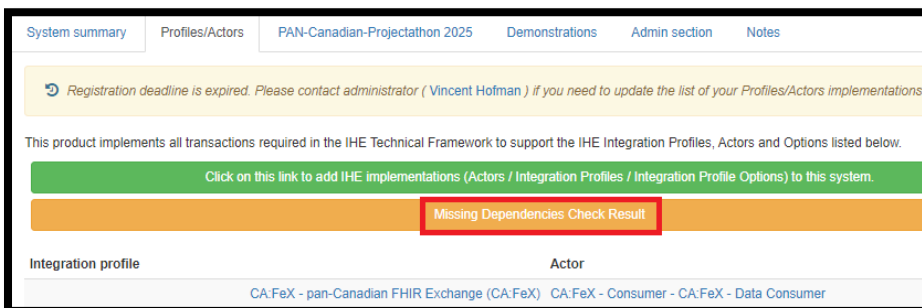 System summary Profiles/Actors PAN-Canadian-Projectathon 2025 Demonstrations Admin section Notes
Registration deadline is expired. Please contact administrator ( Vincent Hofman ) if you need to update the list of your Profiles/Actors implementations
This product implements all transactions required in the IHE Technical Framework to support the IHE Integration Profiles, Actors and Options listed below.
Click on this link to add IHE implementations (Actors / Integration Profiles / Integration Profile Options) to this system.
Missing Dependencies Check Result
Integration profile Actor
CA:FeX - pan-Canadian FHIR Exchange (CA:FeX) CA:FeX - Consumer - CA:FeX - Data Consumer